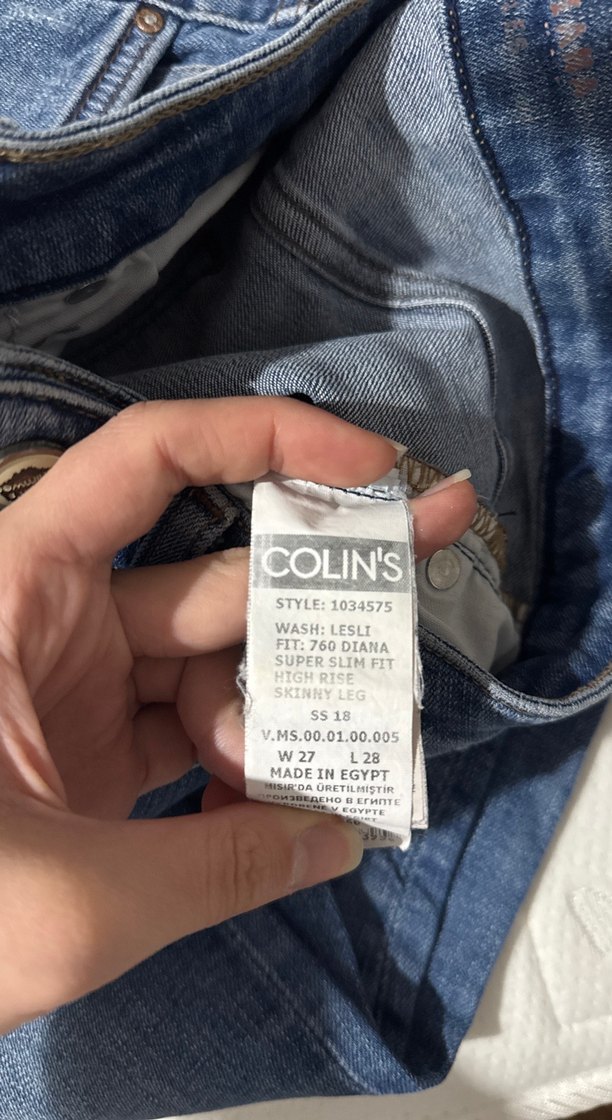 COLIN'S
STYLE: 1034575
WASH: LESLI
FIT: 760 DIANA
SUPER SLIM FIT
HIGH RISE
SKINNY LEG
SS 18
V.MS.00.01.00.005
W 27 L 28
MADE IN EGYPT
MISIR'DA ÜRETILMIŞTIR
ПРОИЗВЕДЕНО В ЕГИПТЕ
V EGYPTE